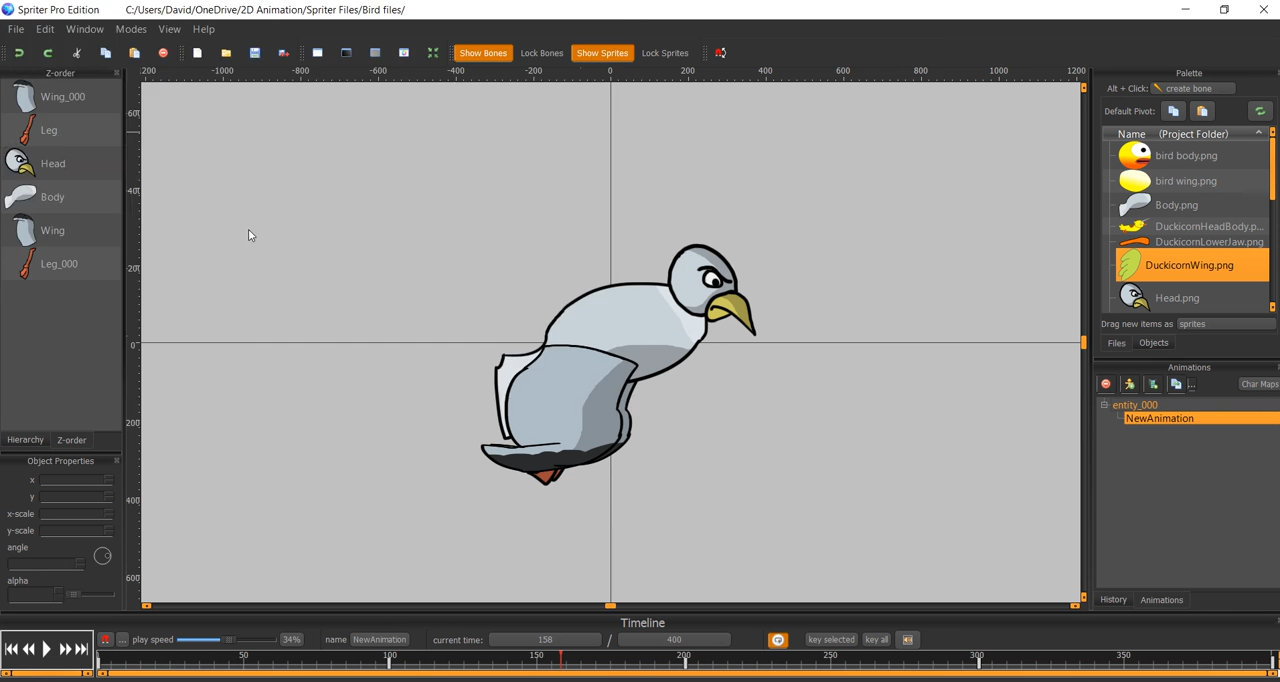 Spriter Pro Edition C:/Users/David/OneDrive/2D Animation/Spriter Files/Bird files/
File Edit Window Modes View Help
Show Bones Lock Bones Show Sprites Lock Sprites
Z-order
Wing_000
Leg
Head
Body
Wing
Leg_000
Hierarchy Z-order
Object Properties
x
y
x-scale
y-scale
angle
alpha
200 -1000 -800 -600 -400 -200 0 200 400 600 800 1000 1200
0
Palette
Alt + Click: create bone
Default Pivot:
Name (Project Folder)
bird body.png
bird wing.png
Body.png
DuckicornHeadBody.p...
DuckicornLowerJaw.png
DuckicornWing.png
Head.png
Drag new items as sprites
Files Objects
Animations
... Char Maps
entity_000
NewAnimation
History Animations
Timeline
... play speed 34% name NewAnimation current time: 158 / 400 key selected key all
50 100 150 200 250 300 350